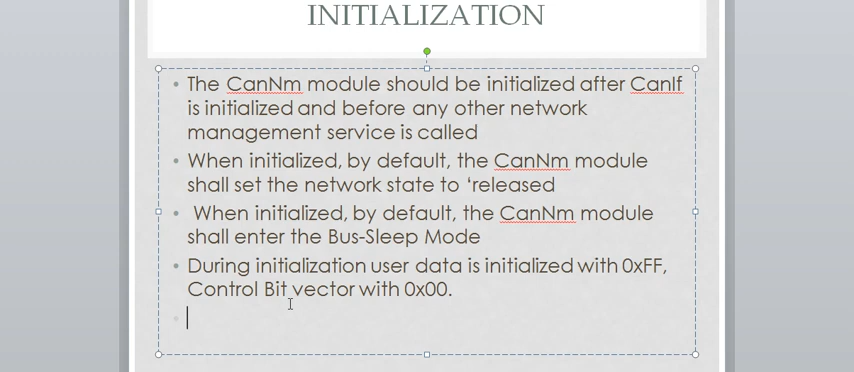 INITIALIZATION
• The CanNm module should be initialized after CanIf
is initialized and before any other network
management service is called
• When initialized, by default, the CanNm module
shall set the network state to ‘released
• When initialized, by default, the CanNm module
shall enter the Bus-Sleep Mode
• During initialization user data is initialized with 0xFF,
Control Bit vector with 0x00.